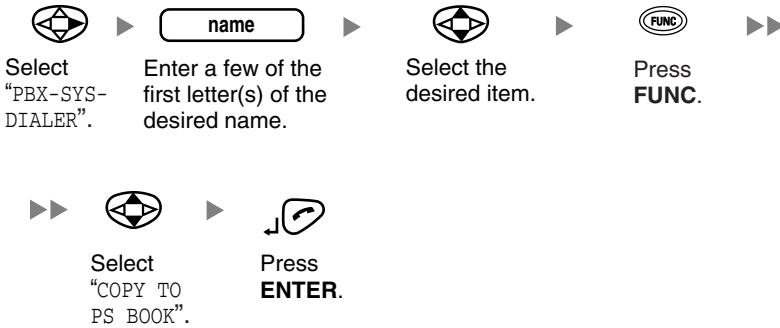 name
FUNC
Select
"PBX-SYS-
DIALER".
Enter a few of the
first letter(s) of the
desired name.
Select the
desired item.
Press
FUNC.
Select
"COPY TO
PS BOOK".
Press
ENTER.